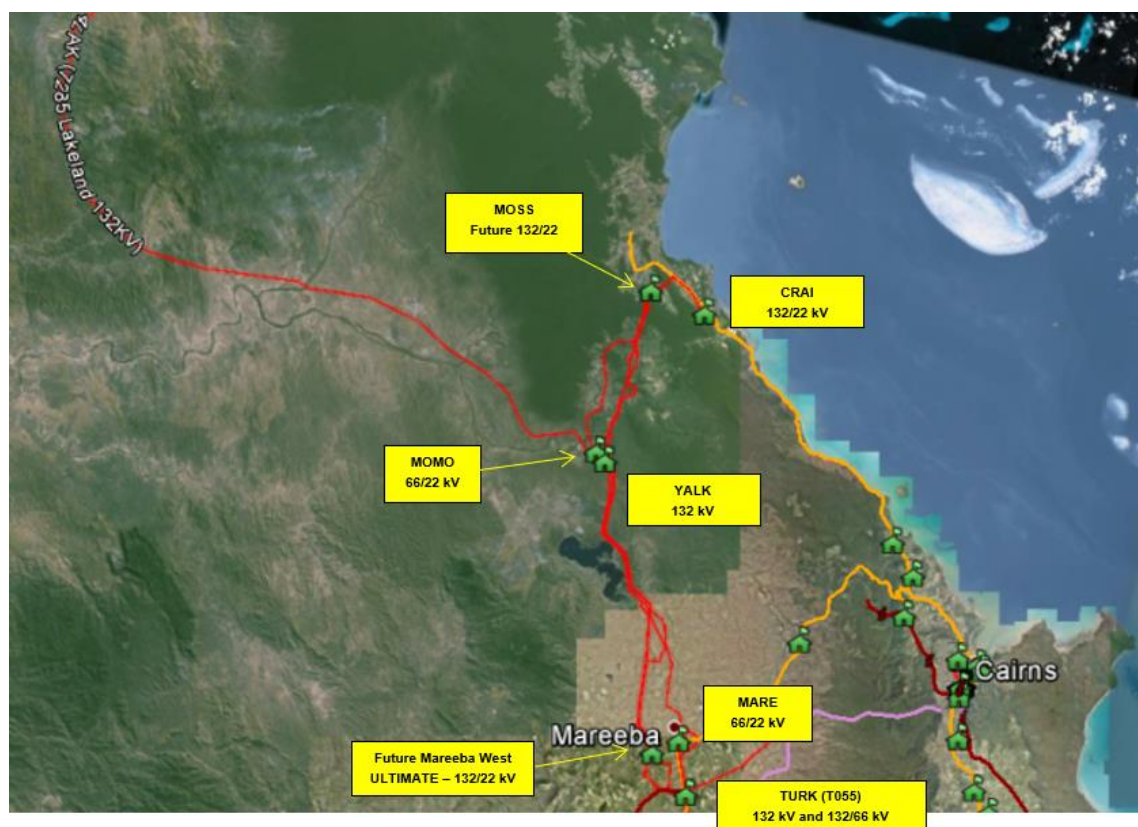 LAK (7285 Lakeland 132KV)
MOSS
Future 132/22
CRAI
132/22 kV
MOMO
66/22 kV
YALK
132 kV
Cairns
MARE
66/22 kV
Mareeba
Future Mareeba West
ULTIMATE – 132/22 kV
TURK (T055)
132 kV and 132/66 kV